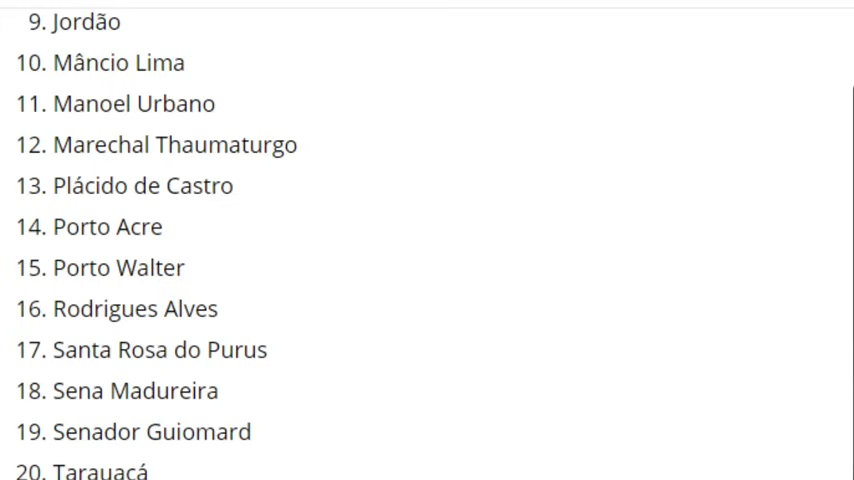 9. Jordão
10. Mâncio Lima
11. Manoel Urbano
12. Marechal Thaumaturgo
13. Plácido de Castro
14. Porto Acre
15. Porto Walter
16. Rodrigues Alves
17. Santa Rosa do Purus
18. Sena Madureira
19. Senador Guiomard
20. Tarauacá